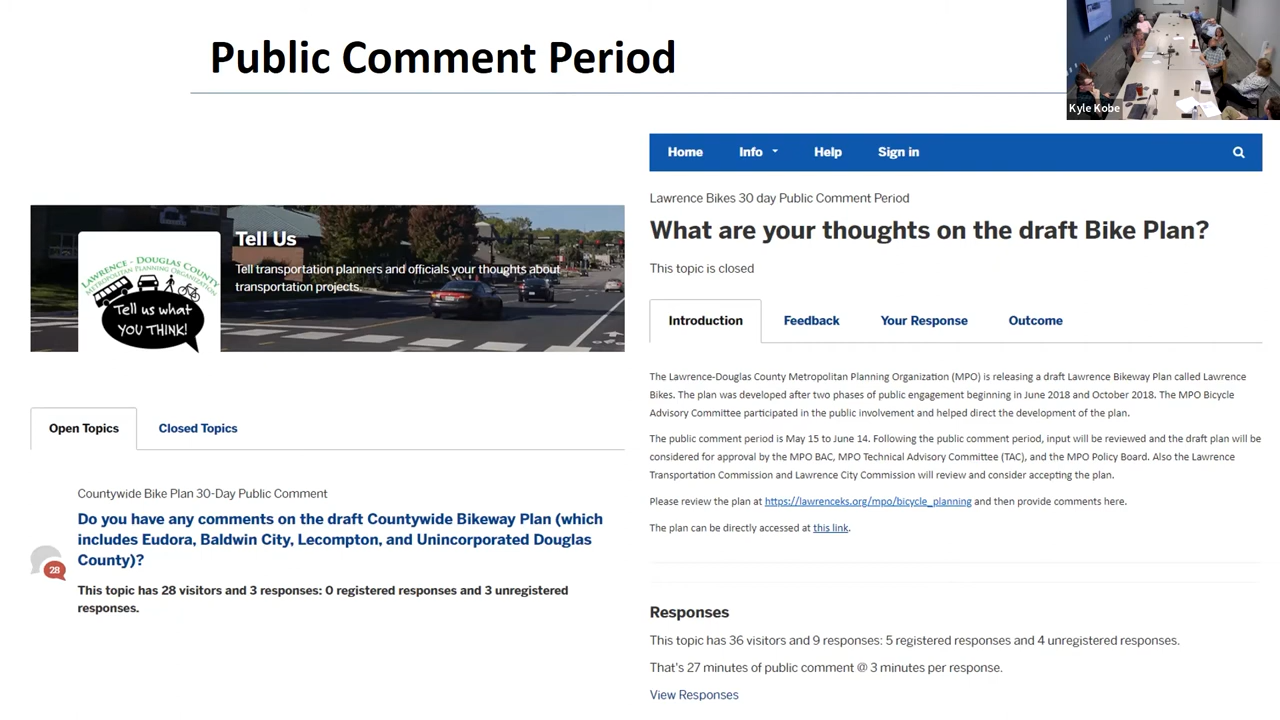 Public Comment Period
Kyle Kobe
Tell Us
Tell transportation planners and officials your thoughts about
transportation projects.
LAWRENCE - DOUGLAS COUNTY
METROPOLITAN PLANNING ORGANIZATION
Tell us what
YOU THINK!
Open Topics Closed Topics
Countywide Bike Plan 30-Day Public Comment
Do you have any comments on the draft Countywide Bikeway Plan (which
includes Eudora, Baldwin City, Lecompton, and Unincorporated Douglas
County)?
28
This topic has 28 visitors and 3 responses: 0 registered responses and 3 unregistered
responses.
Home Info Help Sign in
Lawrence Bikes 30 day Public Comment Period
What are your thoughts on the draft Bike Plan?
This topic is closed
Introduction Feedback Your Response Outcome
The Lawrence-Douglas County Metropolitan Planning Organization (MPO) is releasing a draft Lawrence Bikeway Plan called Lawrence
Bikes. The plan was developed after two phases of public engagement beginning in June 2018 and October 2018. The MPO Bicycle
Advisory Committee participated in the public involvement and helped direct the development of the plan.
The public comment period is May 15 to June 14. Following the public comment period, input will be reviewed and the draft plan will be
considered for approval by the MPO BAC, MPO Technical Advisory Committee (TAC), and the MPO Policy Board. Also the Lawrence
Transportation Commission and Lawrence City Commission will review and consider accepting the plan.
Please review the plan at https://lawrenceks.org/mpo/bicycle_planning and then provide comments here.
The plan can be directly accessed at this link.
Responses
This topic has 36 visitors and 9 responses: 5 registered responses and 4 unregistered responses.
That's 27 minutes of public comment @ 3 minutes per response.
View Responses